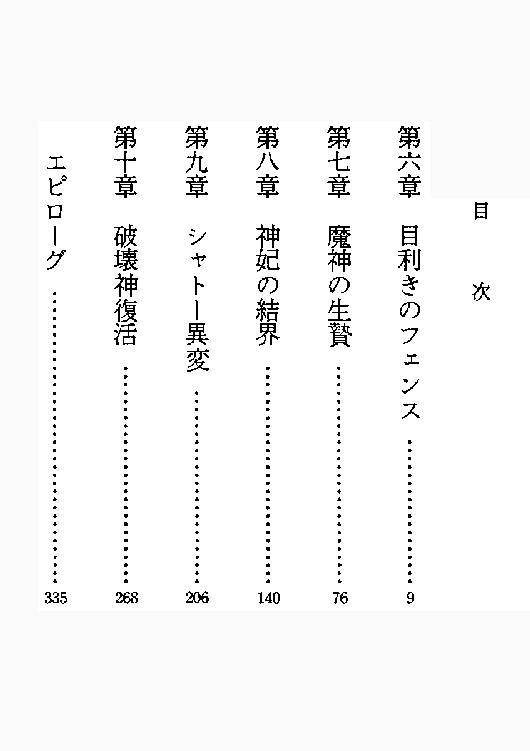 目　次
第六章　目利きのフェンス……………………9
第七章　魔神の生贄……………………76
第八章　神妃の結界……………………140
第九章　シャトー異変……………………206
第十章　破壊神復活……………………268
エピローグ……………………335